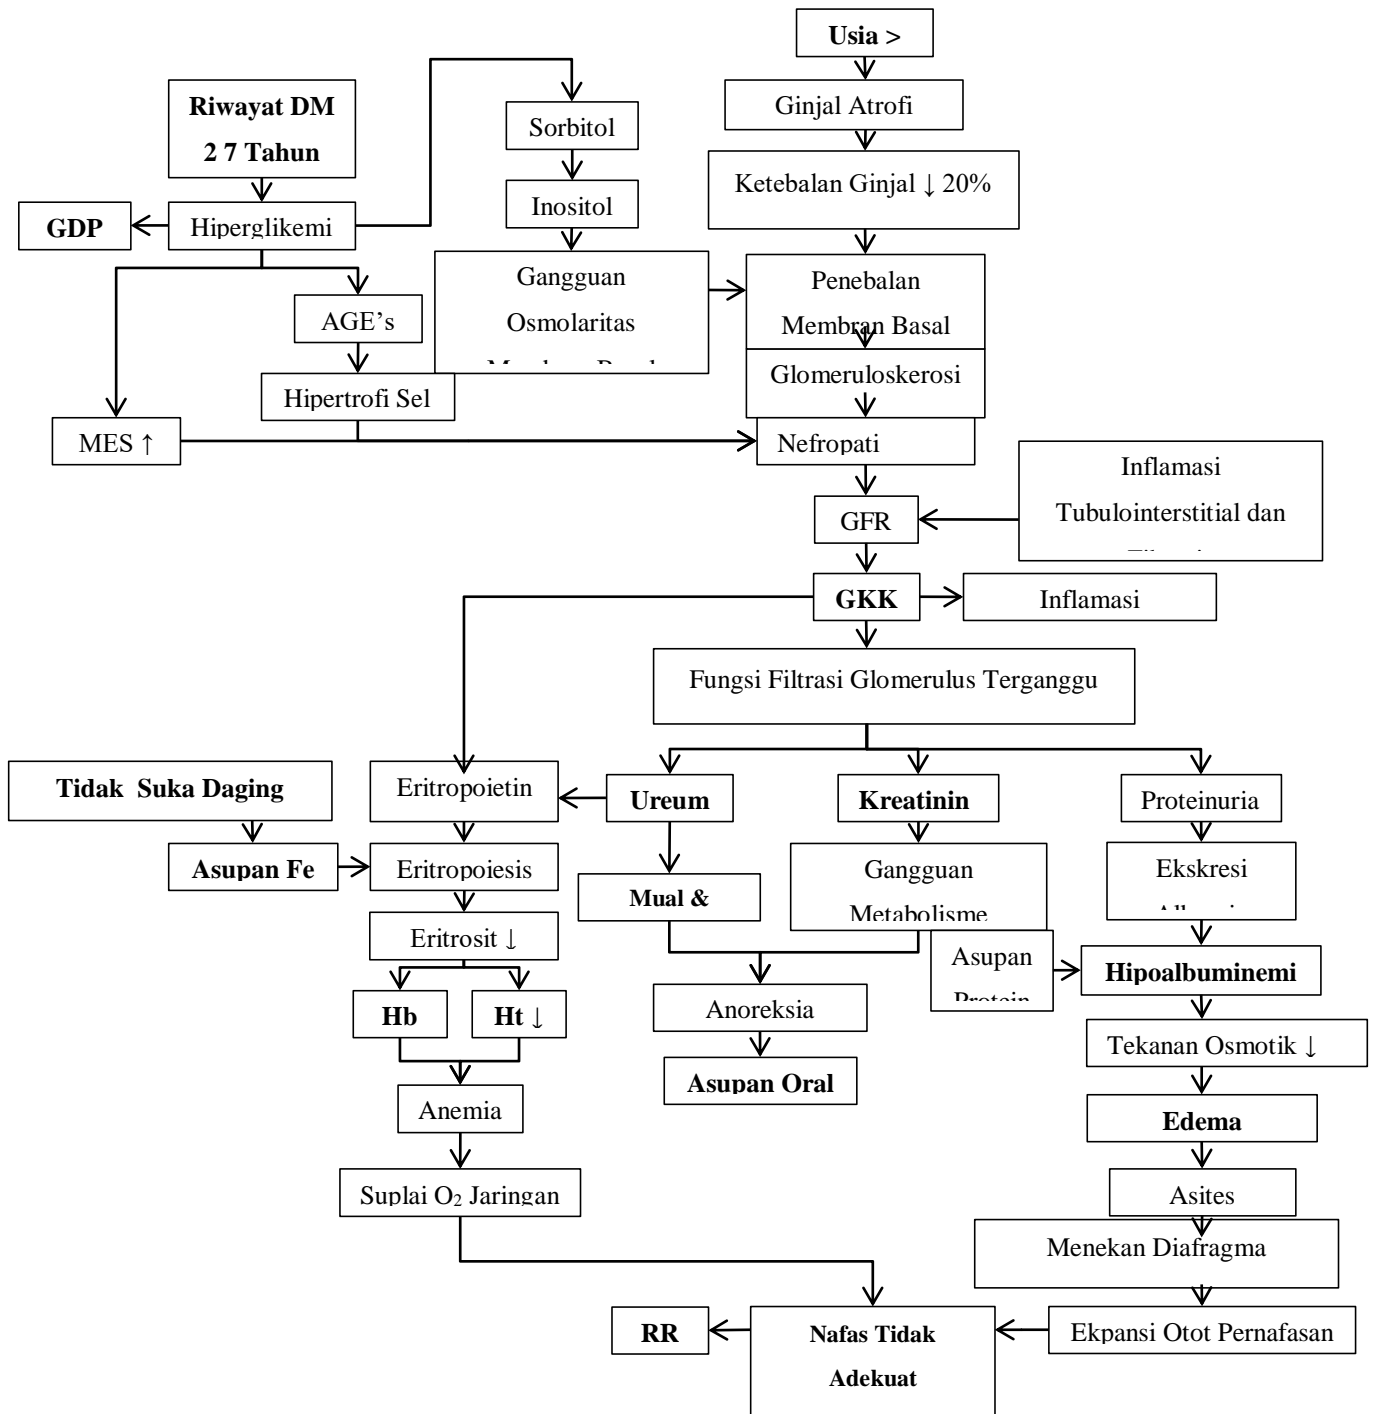 Usia >
Riwayat DM
2 7 Tahun
Ginjal Atrofi
Sorbitol
Ketebalan Ginjal ↓ 20%
Inositol
GDP
Hiperglikemi
Gangguan
Osmolaritas
Penebalan
Membran Basal
AGE’s
Glomeruloskerosi
Hipertrofi Sel
MES ↑
Nefropati
Inflamasi
Tubulointerstitial dan
GFR
GKK
Inflamasi
Fungsi Filtrasi Glomerulus Terganggu
Tidak Suka Daging
Eritropoietin
Ureum
Kreatinin
Proteinuria
Asupan Fe
Eritropoiesis
Mual &
Gangguan
Metabolisme
Ekskresi
Eritrosit ↓
Asupan
Protein
Hipoalbuminemi
Hb
Ht ↓
Anoreksia
Tekanan Osmotik ↓
Asupan Oral
Anemia
Edema
Suplai O₂ Jaringan
Asites
Menekan Diafragma
RR
Nafas Tidak
Adekuat
Ekpansi Otot Pernafasan